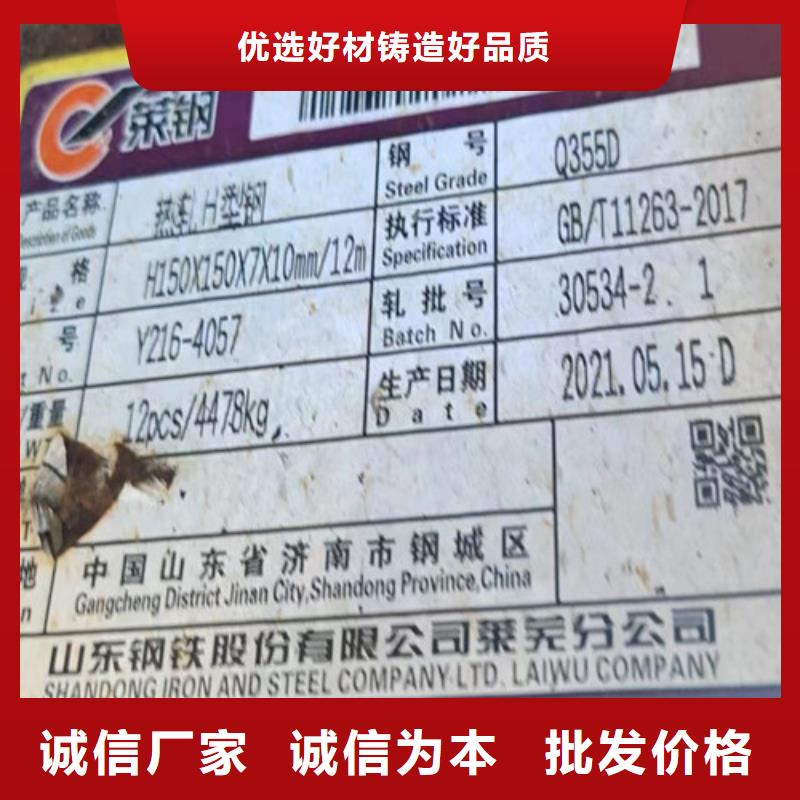 优选好材铸造好品质
莱钢
产品名称 热轧H型钢 钢 号 Q355D
Description of Goods Steel Grade
格 H150X150X7X10mm/12m 执行标准 GB/T11263-2017
Specification
号 Y216-4057 轧批号 30534-2 1
No. Batch No.
重量 12pcs/4478kg 生产日期 2021.05.15 D
Date
地 中国山东省济南市钢城区
Gangcheng District Jinan City,Shandong Province,China
山东钢铁股份有限公司莱芜分公司
SHANDONG IRON AND STEEL COMPANY LTD. LAIWU COMPANY
诚信厂家 诚信为本 批发价格